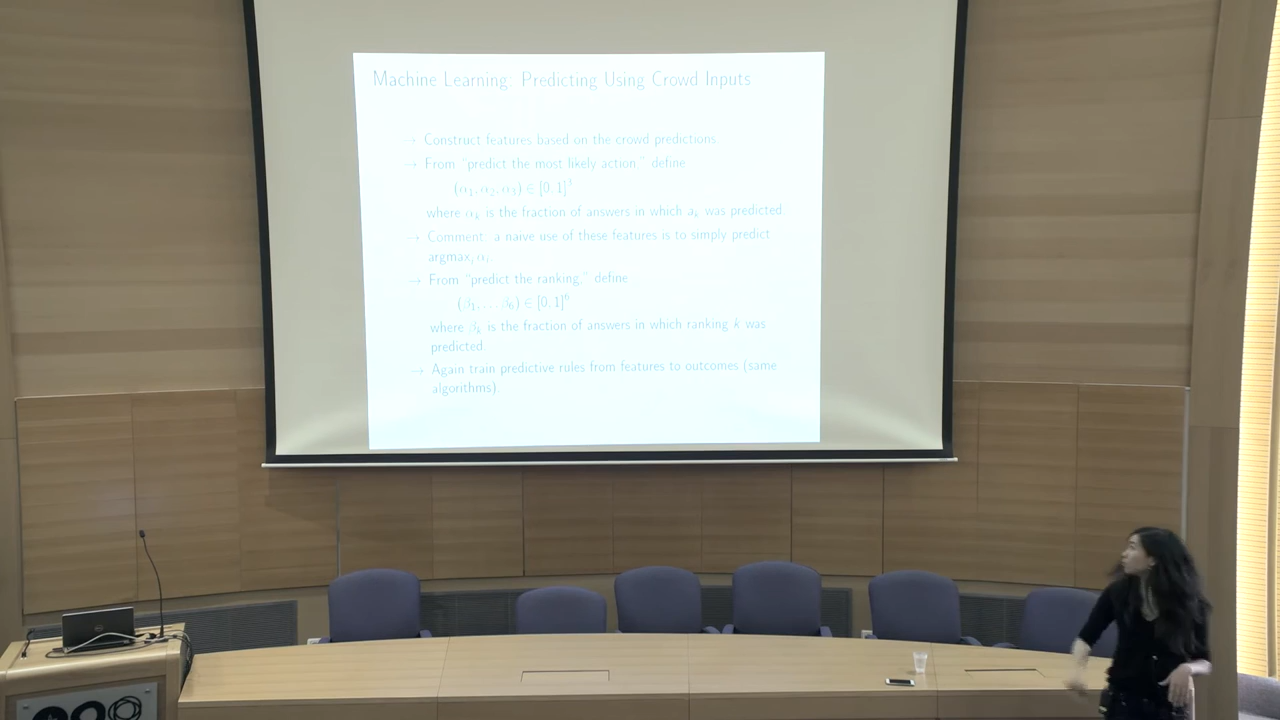 Machine Learning: Predicting Using Crowd Inputs
→ Construct features based on the crowd predictions.
→ From “predict the most likely action,” define
(α₁, α₂, α₃) ∈ [0, 1]³
where αₖ is the fraction of answers in which aₖ was predicted.
→ Comment: a naive use of these features is to simply predict
argmaxᵢ αᵢ.
→ From “predict the ranking,” define
(β₁, . . . β₆) ∈ [0, 1]⁶
where βₖ is the fraction of answers in which ranking k was
predicted.
→ Again train predictive rules from features to outcomes (same
algorithms).